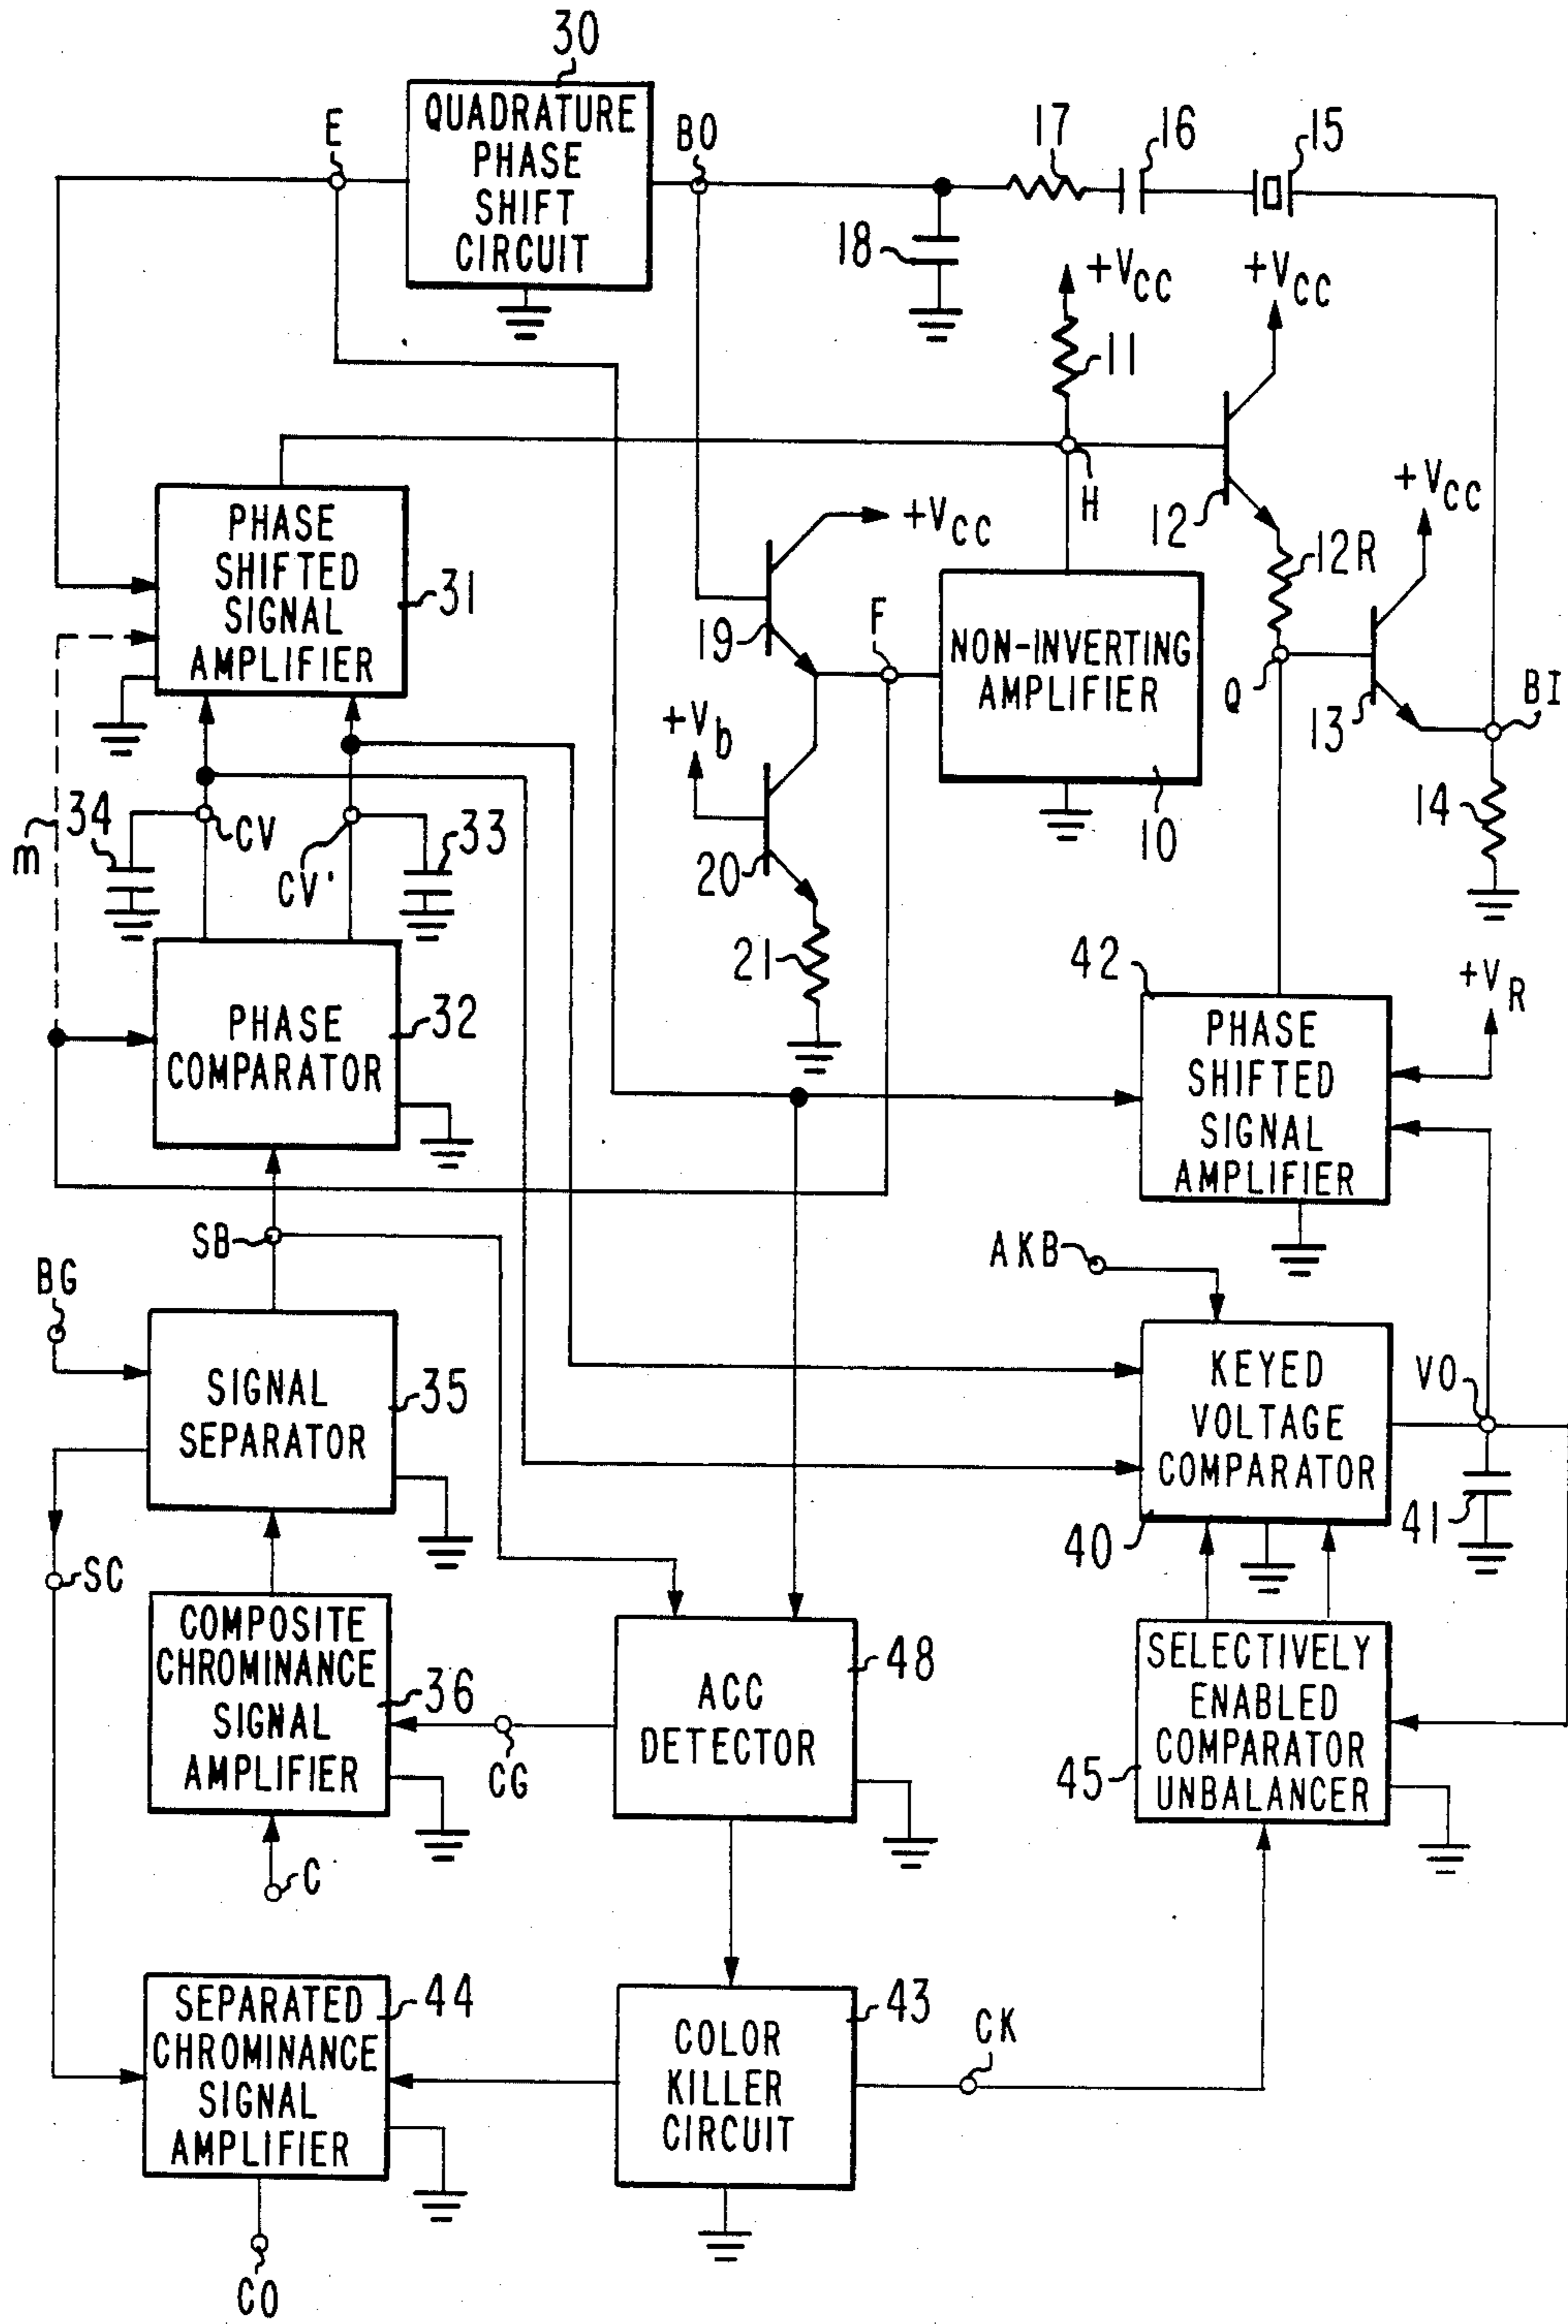 30
QUADRATURE
PHASE
SHIFT
CIRCUIT
E
BO
17
16
15
18
+VCC
+VCC
11
H
12
12R
+VCC
+VCC
19
F
NON-INVERTING
AMPLIFIER
10
Q
13
BI
14
PHASE
SHIFTED
SIGNAL
AMPLIFIER
31
+Vb
20
21
m
34
CV
CV'
33
PHASE
COMPARATOR
32
42
PHASE
SHIFTED
SIGNAL
AMPLIFIER
+VR
SB
BG
AKB
SIGNAL
SEPARATOR
35
KEYED
VOLTAGE
COMPARATOR
40
VO
41
SC
COMPOSITE
CHROMINANCE
SIGNAL
AMPLIFIER
36
CG
C
ACC
DETECTOR
48
SELECTIVELY
ENABLED
COMPARATOR
UNBALANCER
45
SEPARATED
CHROMINANCE
SIGNAL
AMPLIFIER
44
COLOR
KILLER
CIRCUIT
43
CK
CO